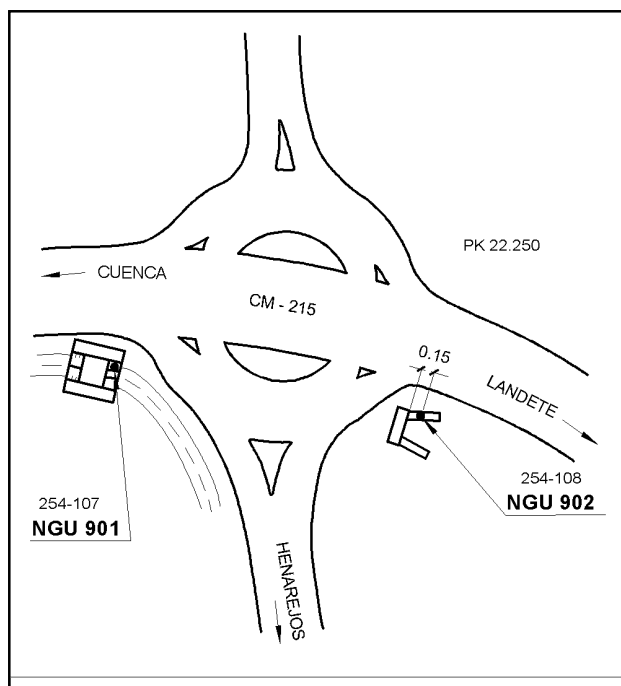 PK 22.250
CUENCA
CM - 215
0.15
LANDETE
254-107
NGU 901
254-108
NGU 902
HENAREJOS